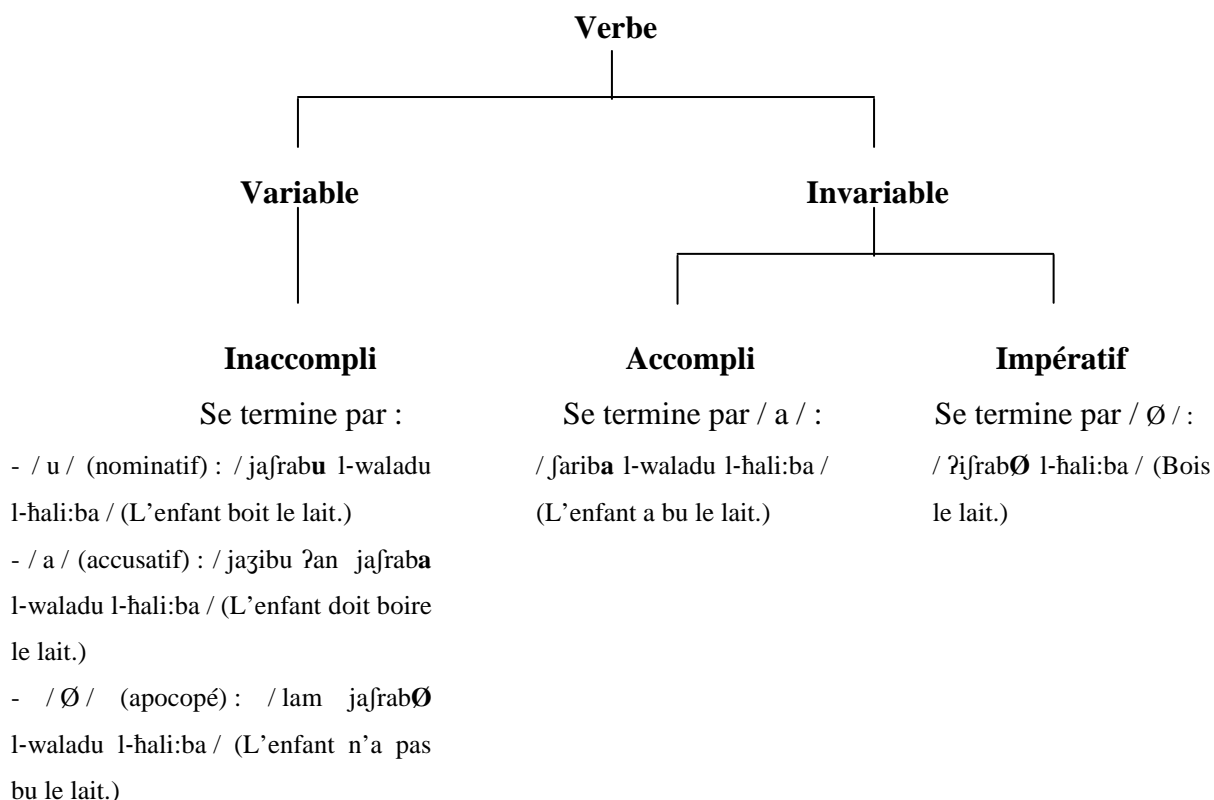 Verbe
Variable
Invariable
Inaccompli
Se termine par :
- / u / (nominatif) : / jaʃrabu l-waladu
l-ħali:ba / (L’enfant boit le lait.)
- / a / (accusatif) : / jaʒibu ʔan jaʃraba
l-waladu l-ħali:ba / (L’enfant doit boire
le lait.)
- / Ø / (apocopé) : / lam jaʃrabØ
l-waladu l-ħali:ba / (L’enfant n’a pas
bu le lait.)
Accompli
Se termine par / a / :
/ ʃariba l-waladu l-ħali:ba /
(L’enfant a bu le lait.)
Impératif
Se termine par / Ø / :
/ ʔiʃrabØ l-ħali:ba / (Bois
le lait.)